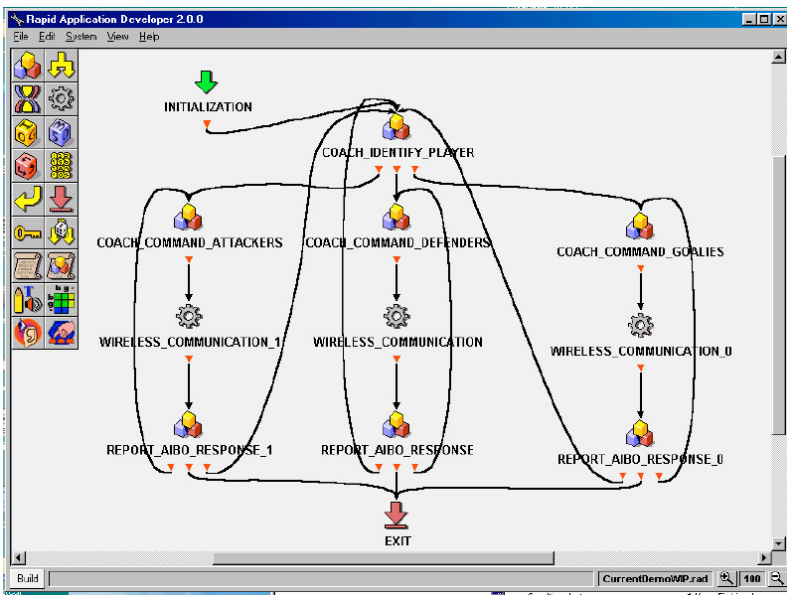 Rapid Application Developer 2.0.0
File Edit System View Help
INITIALIZATION
COACH_IDENTIFY_PLAYER
COACH_COMMAND_ATTACKERS
COACH_COMMAND_DEFENDERS
COACH_COMMAND_GOALIES
WIRELESS_COMMUNICATION_1
WIRELESS_COMMUNICATION
WIRELESS_COMMUNICATION_0
REPORT_AIBO_RESPONSE_1
REPORT_AIBO_RESPONSE
REPORT_AIBO_RESPONSE_0
EXIT
Build
CurrentDemoWIP.rad
100